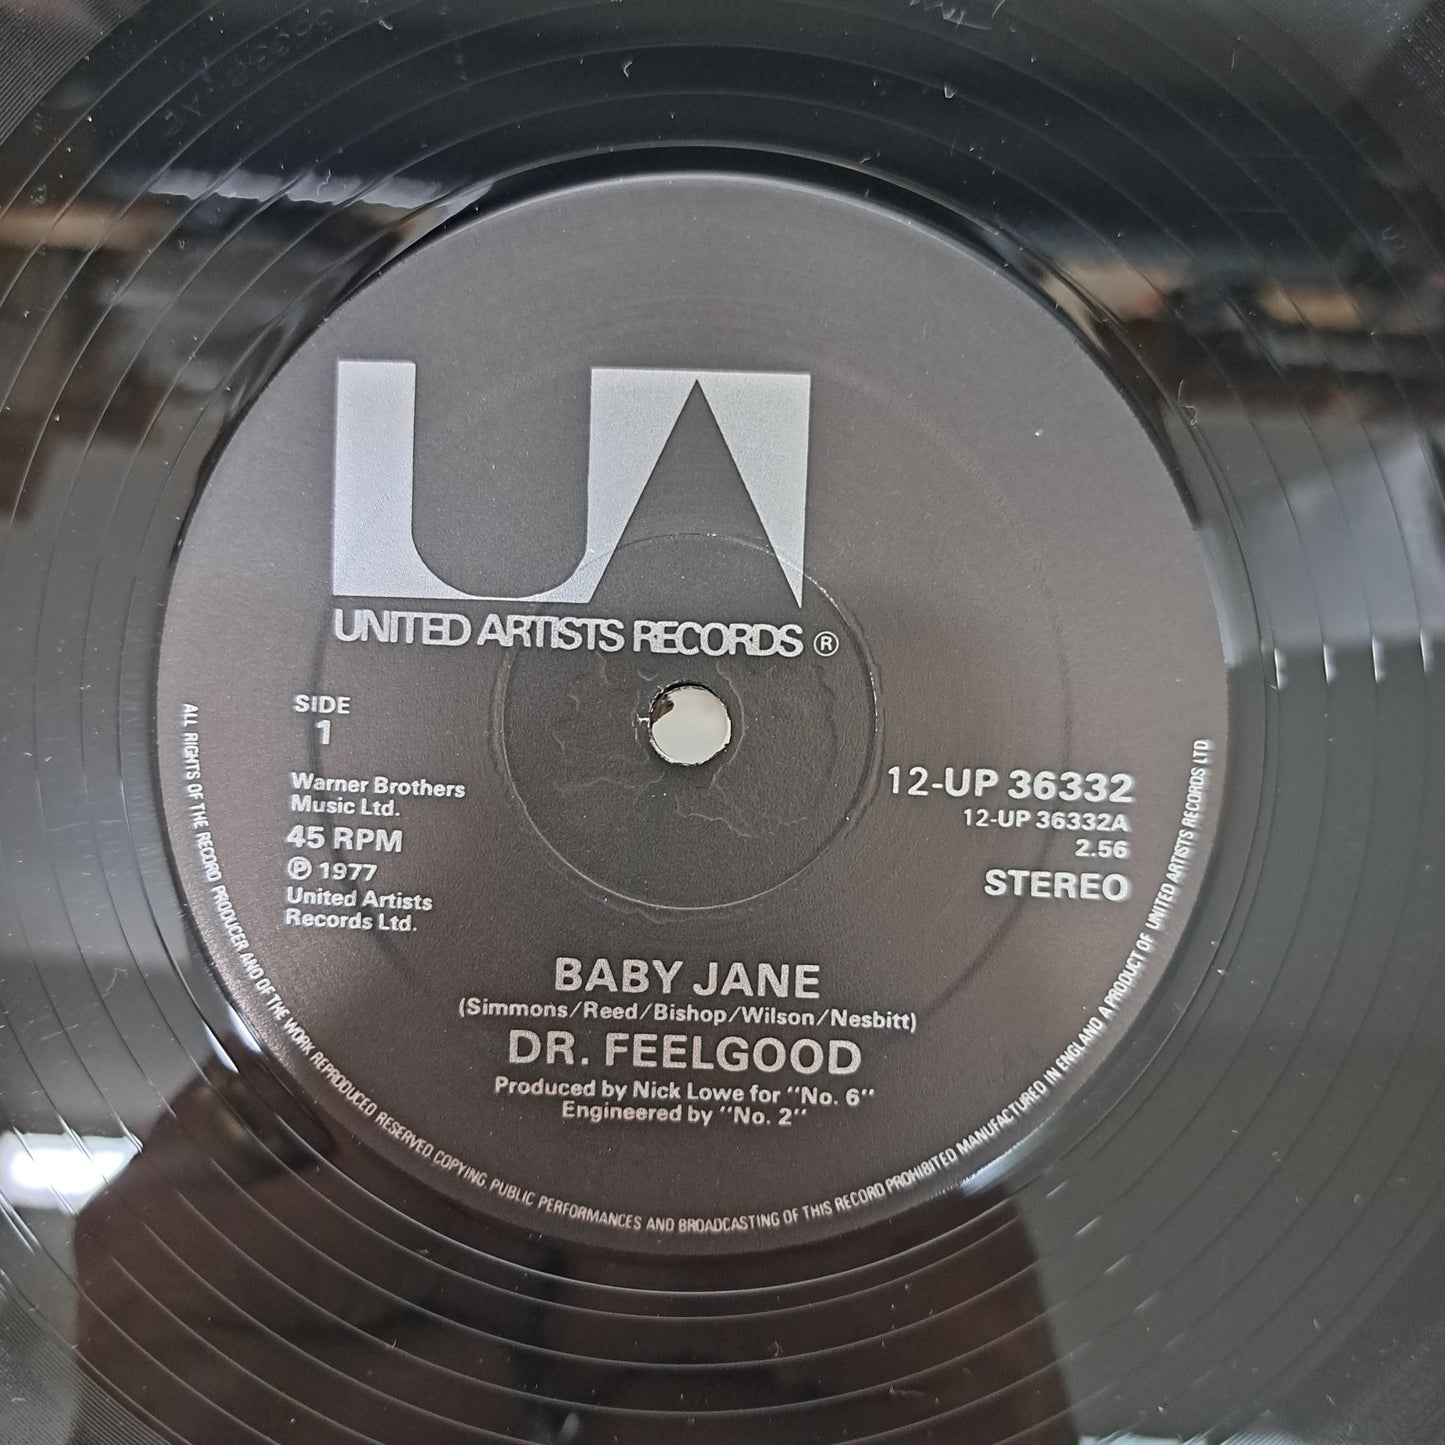 UA
UNITED ARTISTS RECORDS ®
SIDE
1
Warner Brothers
Music Ltd.
45 RPM
℗ 1977
United Artists
Records Ltd.
12-UP 36332
12-UP 36332A
2.56
STEREO
BABY JANE
(Simmons/Reed/Bishop/Wilson/Nesbitt)
DR. FEELGOOD
Produced by Nick Lowe for "No. 6"
Engineered by "No. 2"
ALL RIGHTS OF THE RECORD PRODUCER AND OF THE WORK REPRODUCED RESERVED. COPYING, PUBLIC PERFORMANCES AND BROADCASTING OF THIS RECORD PROHIBITED MANUFACTURED IN ENGLAND A PRODUCT OF UNITED ARTISTS RECORDS LTD